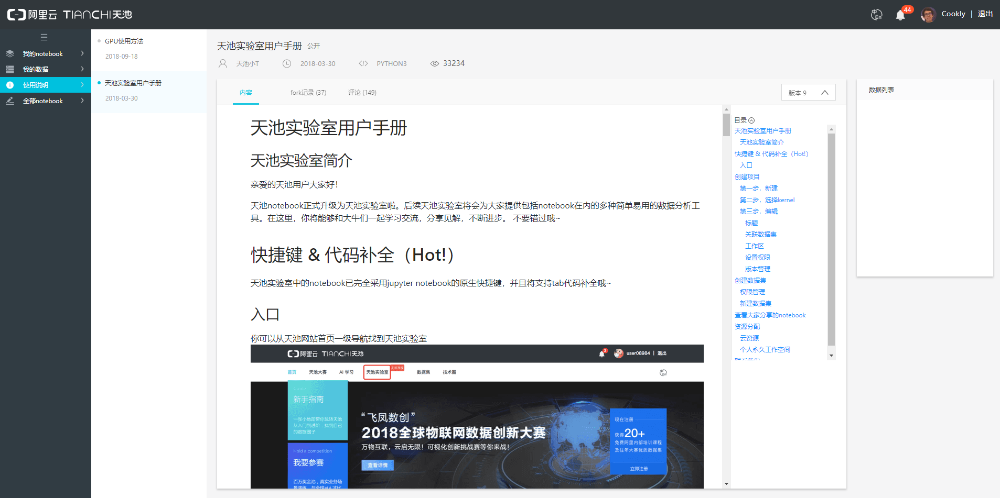 阿里云 TIANCHI天池
中 En
44
Cookly | 退出
我的notebook
我的数据
使用说明
全部notebook
GPU使用方法
2018-09-18
天池实验室用户手册
2018-03-30
天池实验室用户手册 公开
天池小T 2018-03-30 </> PYTHON3 33234
内容 fork记录 (37) 评论 (149) 版本 9
天池实验室用户手册
天池实验室简介
亲爱的天池用户大家好!
天池notebook正式升级为天池实验室啦。后续天池实验室将会为大家提供包括notebook在内的多种简单易用的数据分析工
具。在这里，你将能够和大牛们一起学习交流，分享见解，不断进步。 不要错过哦~
快捷键 & 代码补全（Hot!）
天池实验室中的notebook已完全采用jupyter notebook的原生快捷键，并且将支持tab代码补全哦~
入口
你可以从天池网站首页一级导航找到天池实验室
阿里云 TIANCHI天池
3
user08984 | 退出
首页 天池大赛 AI 学习 天池实验室 正式开放 数据集 技术圈
Guide
新手指南
一张小地图带你玩转天池
从入门到进阶，找到自己
的数据圈子
Hold a competition
我要参赛
百万奖金池，真实业务场
景演练，与全球ai人才比
“飞凤数创”
2018全球物联网数据创新大赛
万物互联，云启无限！可视化创新挑战赛等你来战！
查看详情
现在注册
获得20+
免费阿里内部培训课程
及往年大赛优质数据集
立即注册
目录
天池实验室用户手册
天池实验室简介
快捷键 & 代码补全（Hot!）
入口
创建项目
第一步，新建
第二步，选择kernel
第三步，编辑
标题
关联数据集
工作区
设置权限
版本管理
创建数据集
权限管理
新建数据集
查看大家分享的notebook
资源分配
云资源
个人永久工作空间
联系我们
数据列表